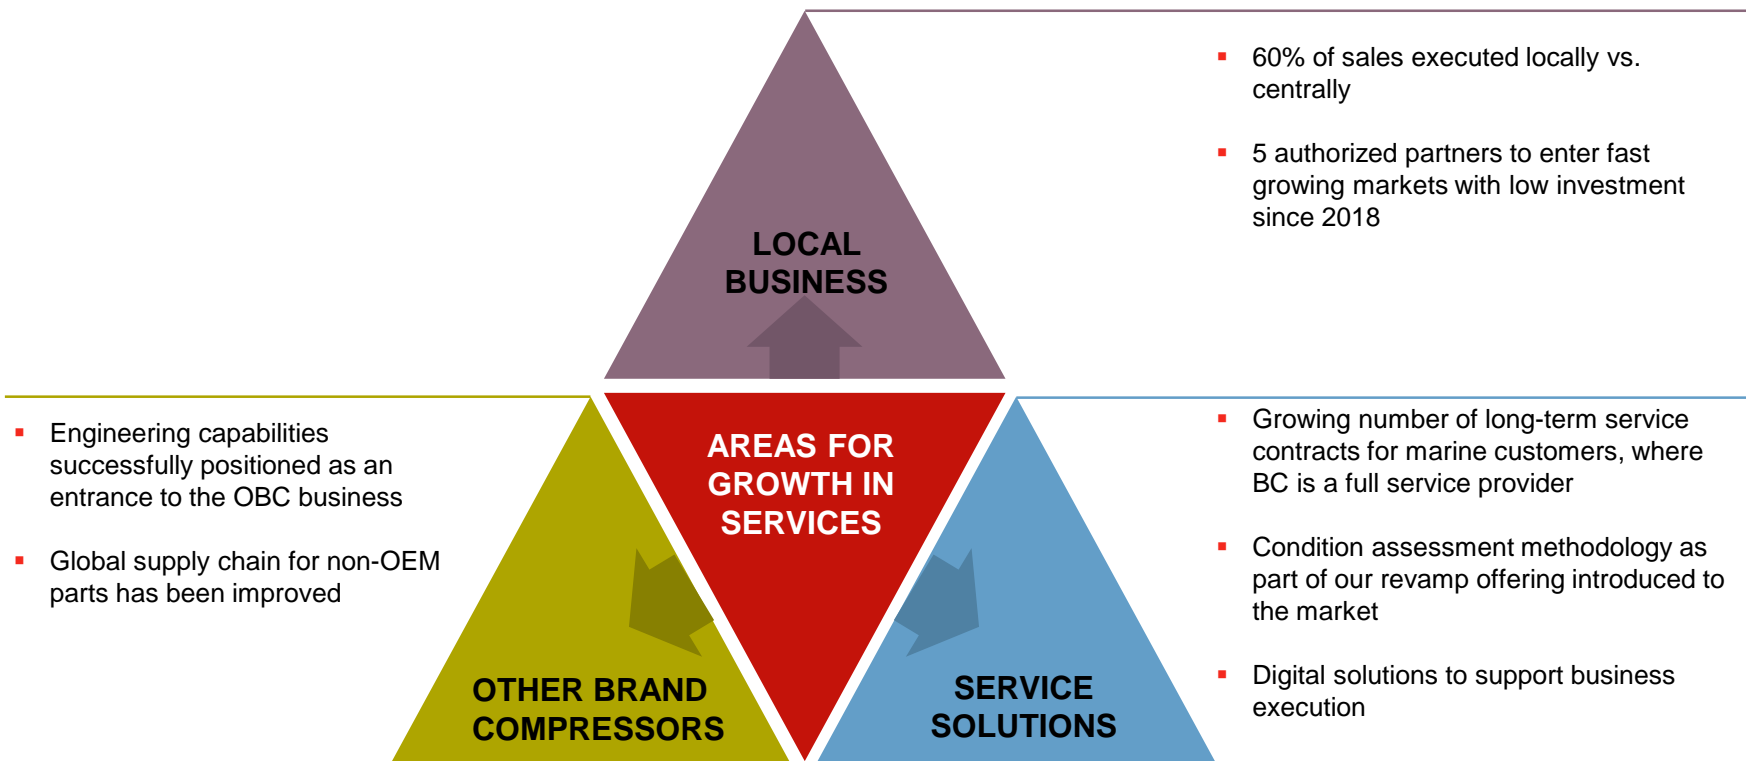 60% of sales executed locally vs.
centrally
5 authorized partners to enter fast
growing markets with low investment
since 2018
LOCAL
BUSINESS
Engineering capabilities
successfully positioned as an
entrance to the OBC business
Global supply chain for non-OEM
parts has been improved
AREAS FOR
GROWTH IN
SERVICES
Growing number of long-term service
contracts for marine customers, where
BC is a full service provider
Condition assessment methodology as
part of our revamp offering introduced to
the market
Digital solutions to support business
execution
OTHER BRAND
COMPRESSORS
SERVICE
SOLUTIONS